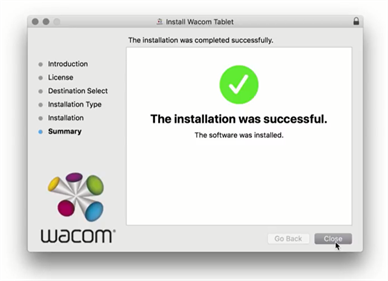 Install Wacom Tablet
The installation was completed successfully.
Introduction
License
Destination Select
Installation Type
Installation
Summary
The installation was successful.
The software was installed.
wacom
Go Back
Close